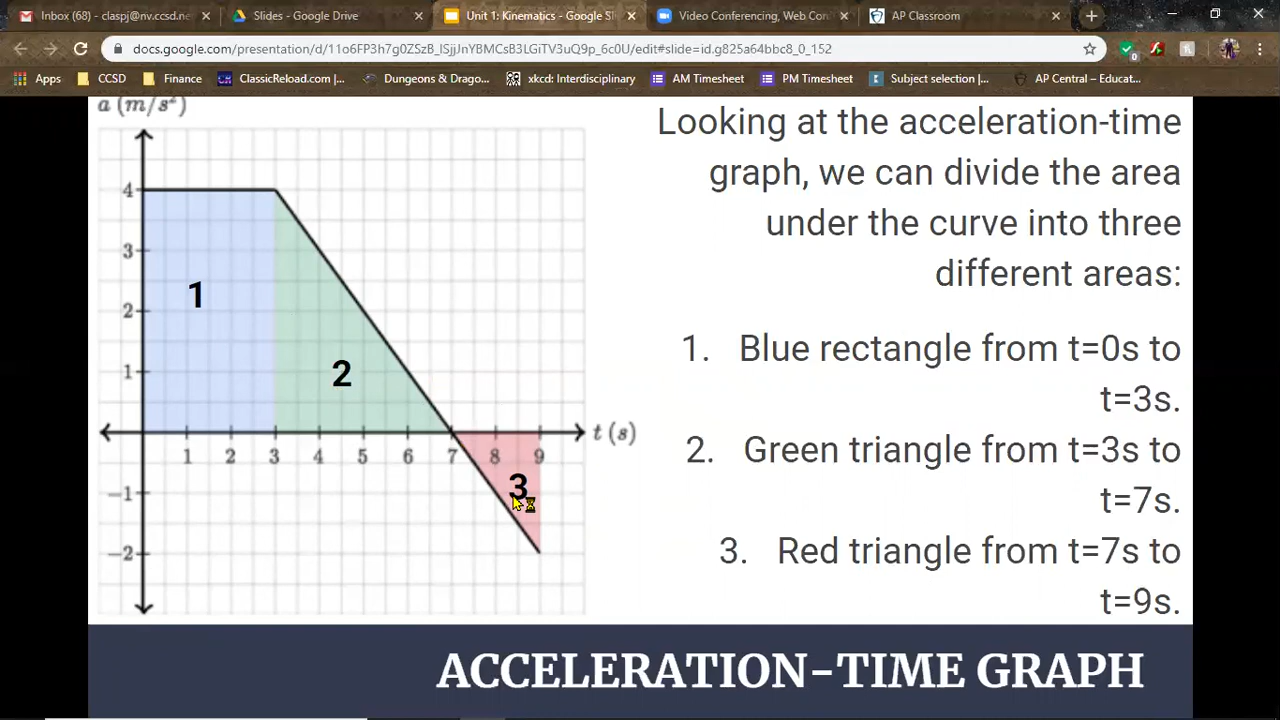 Inbox (69) - claspj@nv.ccsd.ne
Slides - Google Drive
Unit 1: Kinematics - Google Sl
Video Conferencing, Web Con
AP Classroom
docs.google.com/presentation/d/11o6FP3h7g0ZSzB_lSjjJnYBMCsB3LGiTV3uQ9p_6c0U/edit#slide=id.g825a64bbc8_0_152
Apps
CCSD
Finance
ClassicReload.com |...
Dungeons & Drago...
xkcd: Interdisciplinary
AM Timesheet
PM Timesheet
Subject selection |...
AP Central – Educat...
a (m/s²)
4
3
2
1
−1
−2
1 2 3 4 5 6 7 8 9
t (s)
1
2
3
Looking at the acceleration-time
graph, we can divide the area
under the curve into three
different areas:
1. Blue rectangle from t=0s to
t=3s.
2. Green triangle from t=3s to
t=7s.
3. Red triangle from t=7s to
t=9s.
ACCELERATION–TIME GRAPH